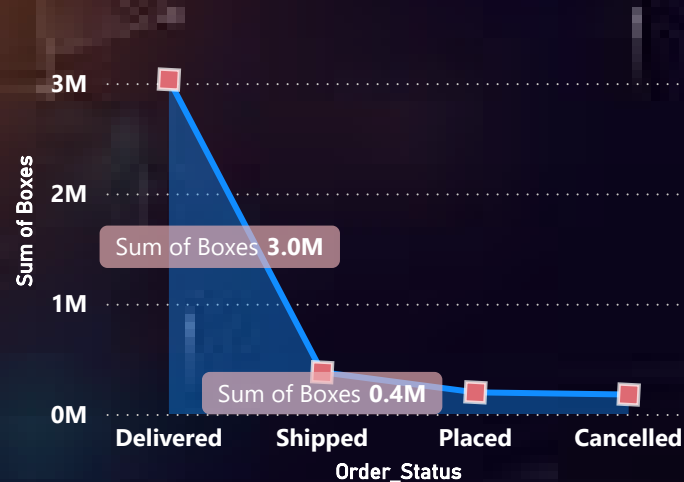 3M
2M
Sum of Boxes
Sum of Boxes 3.0M
1M
Sum of Boxes 0.4M
0M
Delivered Shipped Placed Cancelled
Order_Status